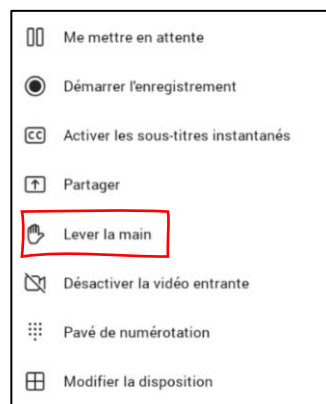 Me mettre en attente
Démarrer l'enregistrement
CC Activer les sous-titres instantanés
Partager
Lever la main
Désactiver la vidéo entrante
Pavé de numérotation
Modifier la disposition